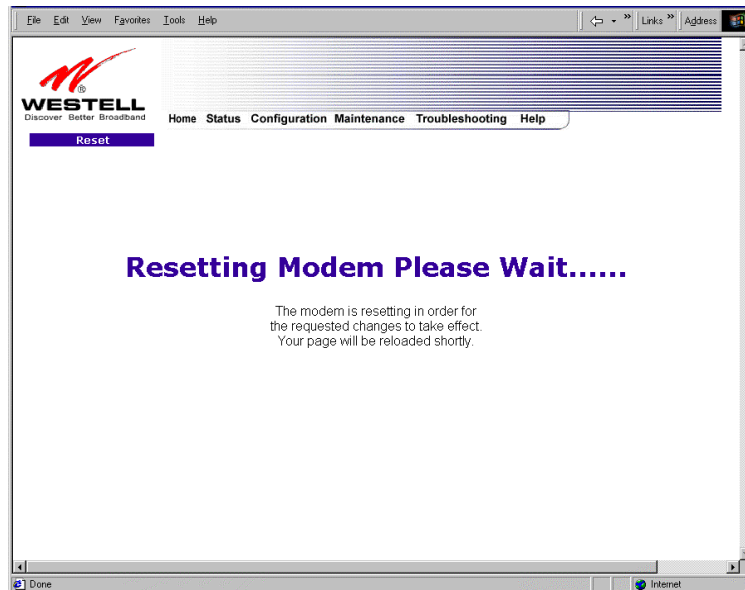 File Edit View Favorites Tools Help » Links » Address
®
WESTELL
Discover Better Broadband
Home Status Configuration Maintenance Troubleshooting Help
Reset
Resetting Modem Please Wait......
The modem is resetting in order for
the requested changes to take effect.
Your page will be reloaded shortly.
Done Internet